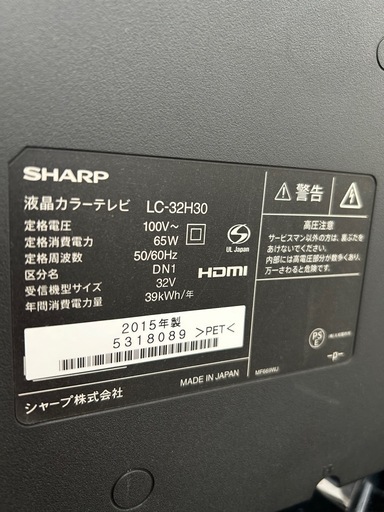 SHARP
液晶カラーテレビ LC-32H30
定格電圧 100V~
定格消費電力 65W
定格周波数 50/60Hz
区分名 DN1
受信機型サイズ 32V
年間消費電力量 39kWh/年
S
UL Japan
HDMI
2015年製
5318089 >PET<
シャープ株式会社
MADE IN JAPAN
警告
高圧注意
サービスマン以外の方は、裏ぶたを
あけないでください。
内部には高電圧部分が数多くあり、
万一さわると危険です。
PS
E
MF669WJ